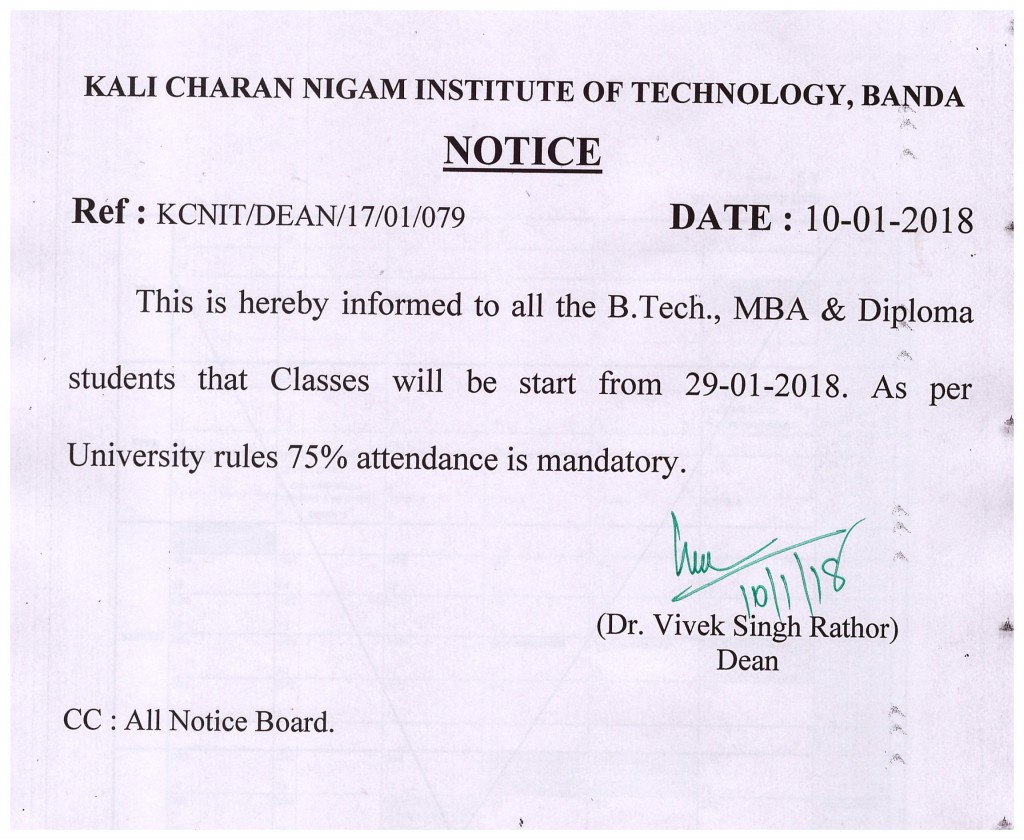 KALI CHARAN NIGAM INSTITUTE OF TECHNOLOGY, BANDA
NOTICE
Ref : KCNIT/DEAN/17/01/079 DATE : 10-01-2018
This is hereby informed to all the B.Tech., MBA & Diploma
students that Classes will be start from 29-01-2018. As per
University rules 75% attendance is mandatory.
10/1/18
(Dr. Vivek Singh Rathor)
Dean
CC : All Notice Board.